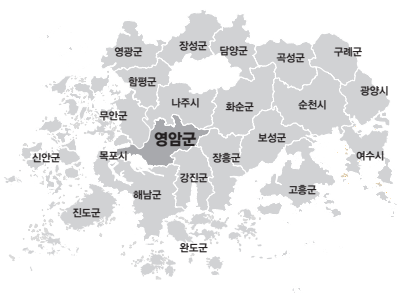 영광군
장성군
담양군
곡성군
구례군
함평군
광양시
나주시
화순군
순천시
무안군
영암군
보성군
신안군
목포시
장흥군
여수시
강진군
해남군
고흥군
진도군
완도군